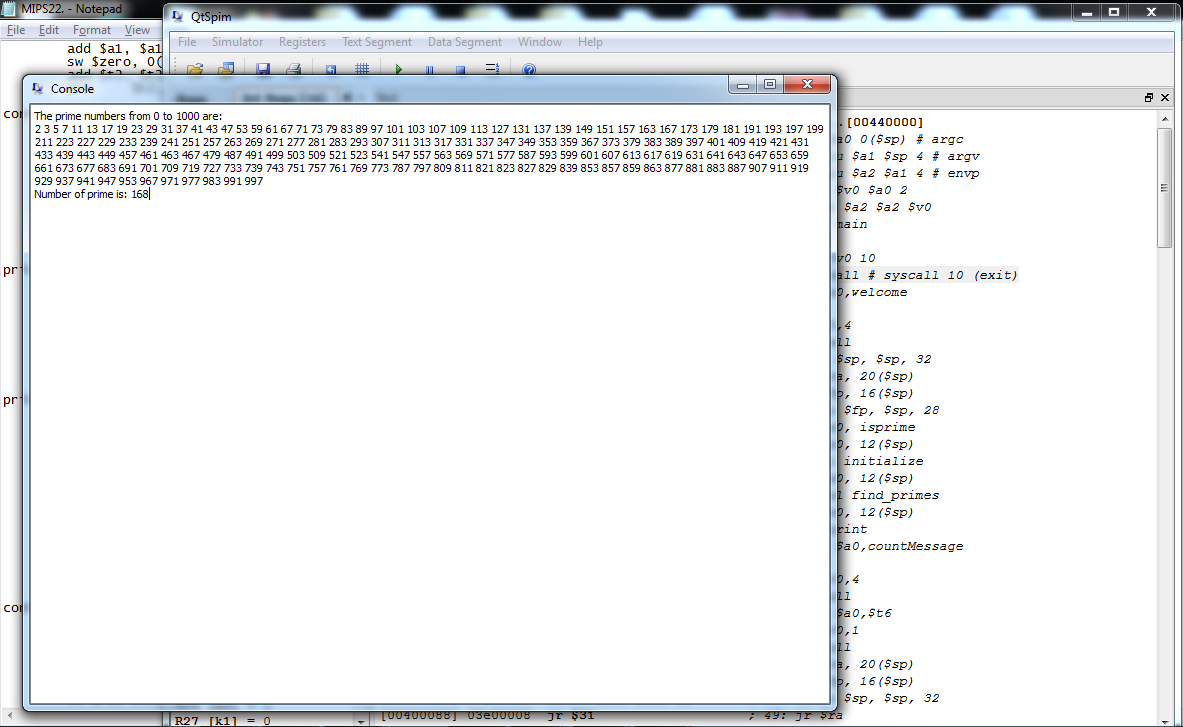 MIPS22. - Notepad
File Edit Format View
add $a1, $a1
sw $zero, 0(
QtSpim
File Simulator Registers Text Segment Data Segment Window Help
Console
The prime numbers from 0 to 1000 are:
2 3 5 7 11 13 17 19 23 29 31 37 41 43 47 53 59 61 67 71 73 79 83 89 97 101 103 107 109 113 127 131 137 139 149 151 157 163 167 173 179 181 191 193 197 199
211 223 227 229 233 239 241 251 257 263 269 271 277 281 283 293 307 311 313 317 331 337 347 349 353 359 367 373 379 383 389 397 401 409 419 421 431
433 439 443 449 457 461 463 467 479 487 491 499 503 509 521 523 541 547 557 563 569 571 577 587 593 599 601 607 613 617 619 631 641 643 647 653 659
661 673 677 683 691 701 709 719 727 733 739 743 751 757 761 769 773 787 797 809 811 821 823 827 829 839 853 857 859 863 877 881 883 887 907 911 919
929 937 941 947 953 967 971 977 983 991 997
Number of prime is: 168
.[00440000]
a0 0($sp) # argc
u $a1 $sp 4 # argv
u $a2 $a1 4 # envp
$v0 $a0 2
$a2 $a2 $v0
main
v0 10
all # syscall 10 (exit)
0,welcome
,4
ll
$sp, $sp, 32
a, 20($sp)
p, 16($sp)
$fp, $sp, 28
0, isprime
0, 12($sp)
initialize
0, 12($sp)
l find_primes
0, 12($sp)
rint
$a0,countMessage
0,4
ll
$a0,$t6
0,1
ll
a, 20($sp)
p, 16($sp)
$sp, $sp, 32
R27 [k1] = 0
[00400088] 03e00008 jr $31 ; 49: jr $ra
con
pri
pri
con